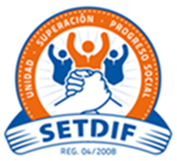 UNIDAD · SUPERACIÓN · PROGRESO SOCIAL
SETDIF
REG. 04/2008